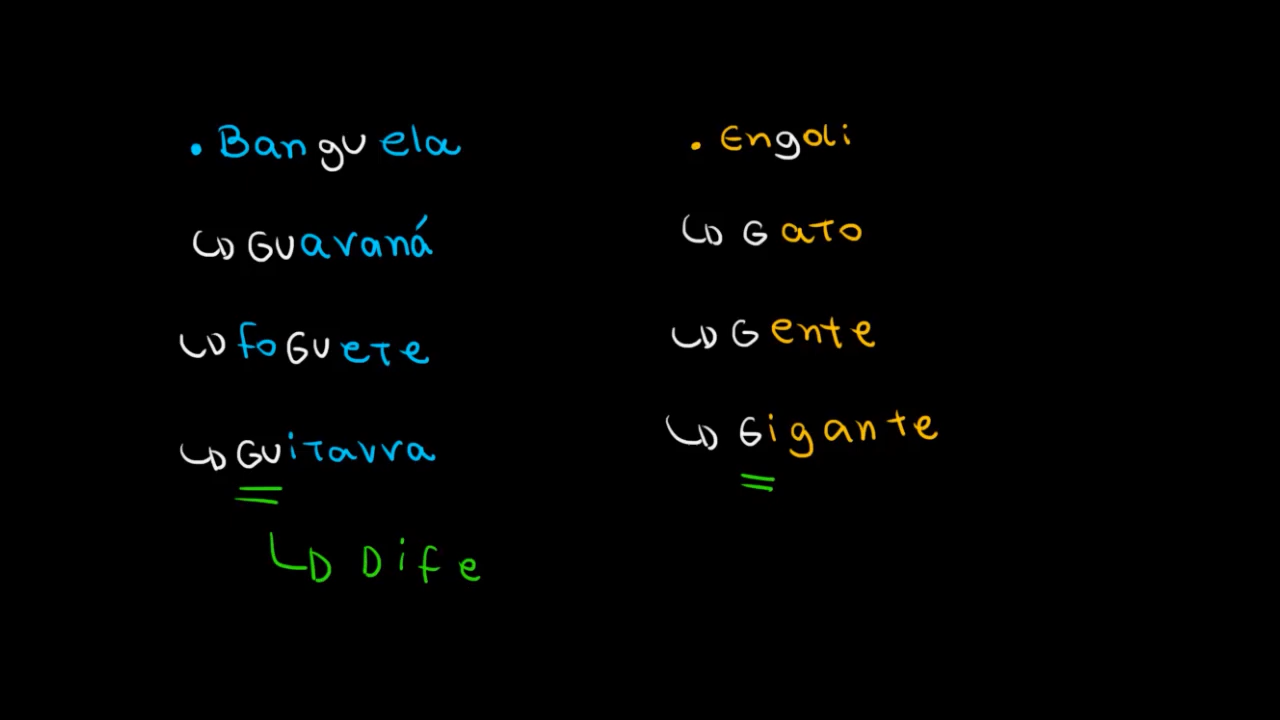 • Banguela
GUaraná
foGUete
GUitarra
Dife
• Engoli
Gato
Gente
Gigante